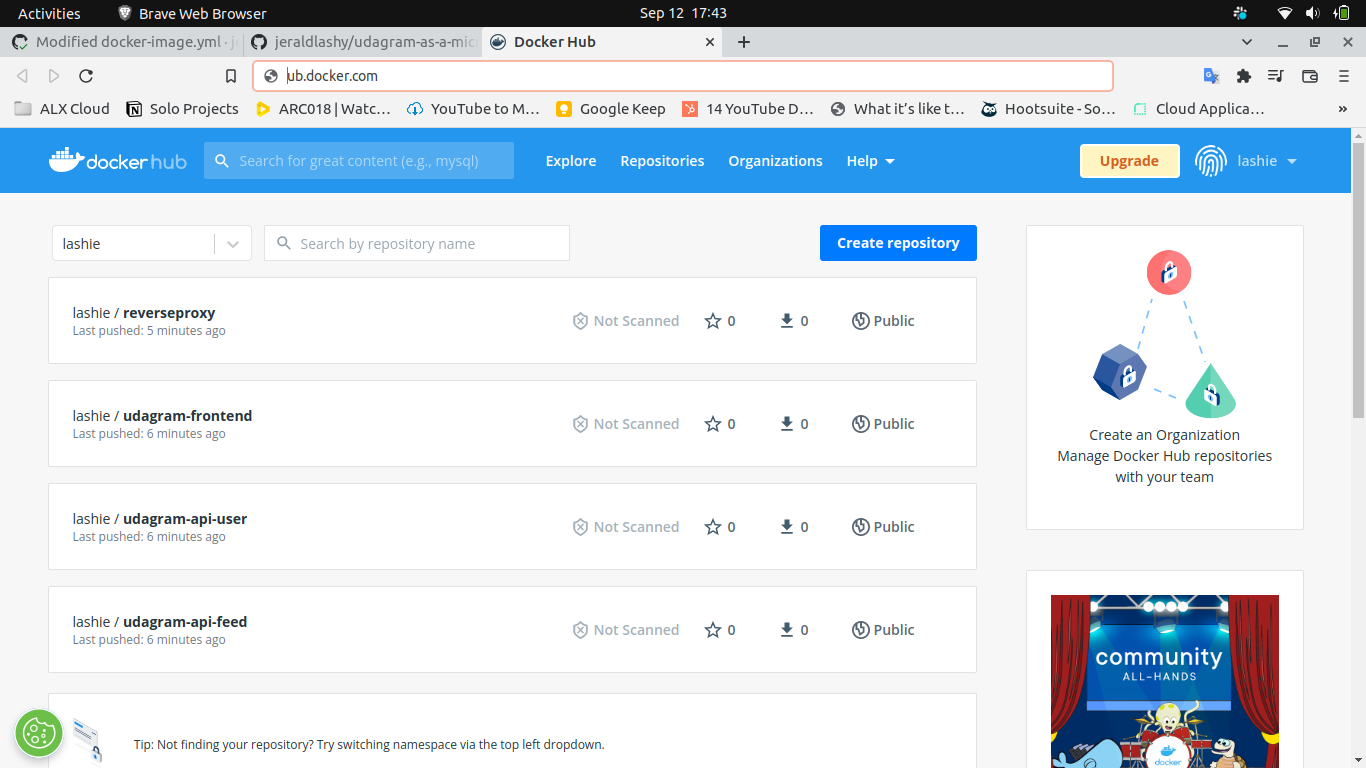 Activities Brave Web Browser Sep 12 17:43
Modified docker-image.yml · jeraldlashy/udagram-as-a-mic Docker Hub
ub.docker.com
ALX Cloud Solo Projects ARC018 | Watc… YouTube to M… Google Keep 14 YouTube D… What it's like t… Hootsuite - So… Cloud Applica… »
docker hub Search for great content (e.g., mysql) Explore Repositories Organizations Help Upgrade lashie
lashie Search by repository name Create repository
lashie / reverseproxy
Last pushed: 5 minutes ago
Not Scanned 0 0 Public
lashie / udagram-frontend
Last pushed: 6 minutes ago
Not Scanned 0 0 Public
lashie / udagram-api-user
Last pushed: 6 minutes ago
Not Scanned 0 0 Public
lashie / udagram-api-feed
Last pushed: 6 minutes ago
Not Scanned 0 0 Public
Tip: Not finding your repository? Try switching namespace via the top left dropdown.
Create an Organization
Manage Docker Hub repositories
with your team
community
ALL-HANDS
docker